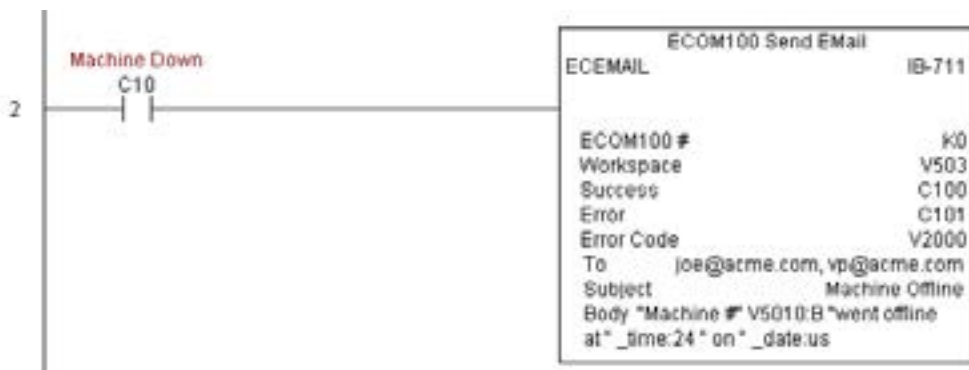 Machine Down
C10
2
ECOM100 Send EMail
ECEMAIL IB-711
ECOM100 # K0
Workspace V503
Success C100
Error C101
Error Code V2000
To joe@acme.com, vp@acme.com
Subject Machine Offline
Body "Machine #" V5010:B "went offline
at " _time:24 " on " _date:us